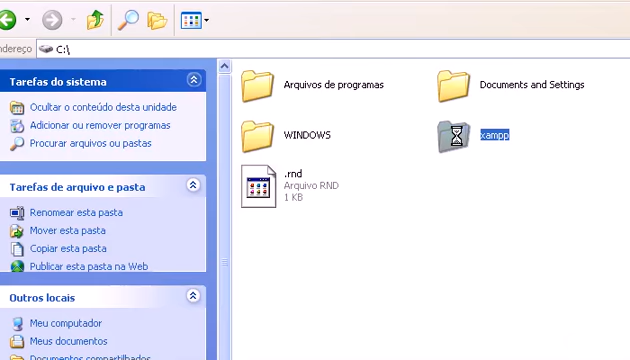 ndereço C:\
Tarefas do sistema
Ocultar o conteúdo desta unidade
Adicionar ou remover programas
Procurar arquivos ou pastas
Tarefas de arquivo e pasta
Renomear esta pasta
Mover esta pasta
Copiar esta pasta
Publicar esta pasta na Web
Outros locais
Meu computador
Meus documentos
Documentos compartilhados
Arquivos de programas
Documents and Settings
WINDOWS
xampp
.rnd
Arquivo RND
1 KB